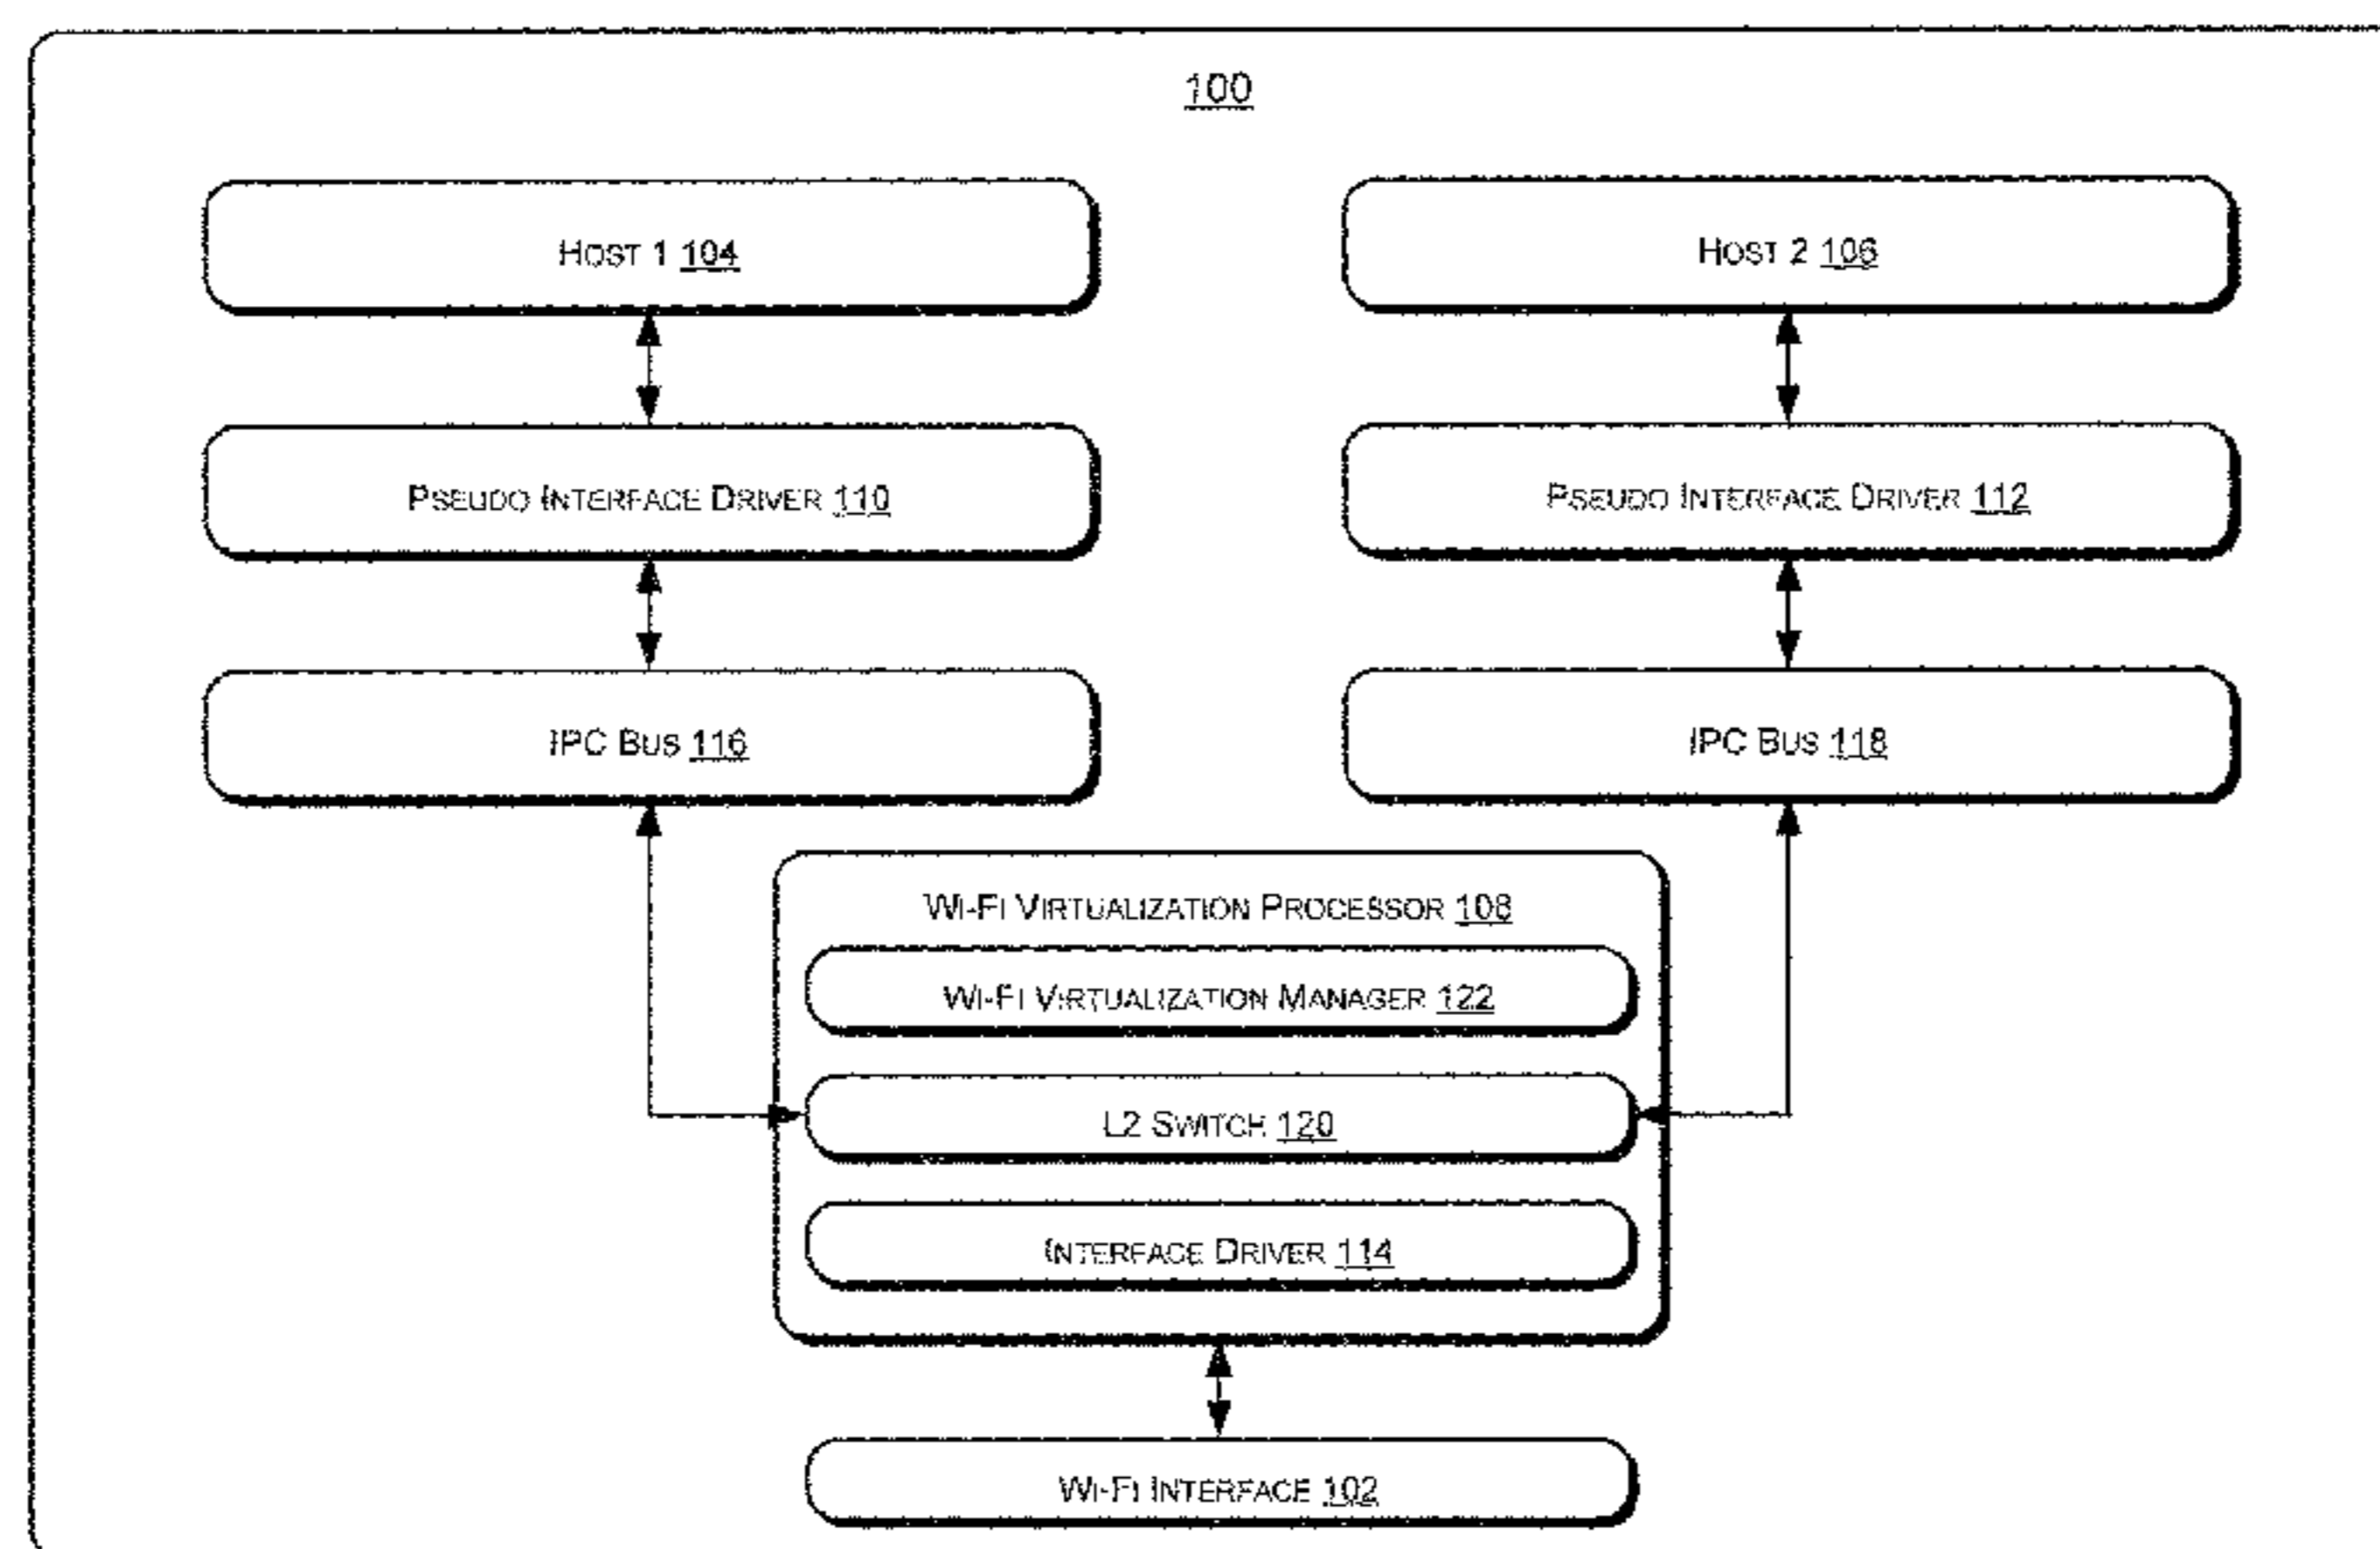 100
HOST 1 104
HOST 2 106
PSEUDO INTERFACE DRIVER 110
PSEUDO INTERFACE DRIVER 112
IPC BUS 116
IPC BUS 118
WI-FI VIRTUALIZATION PROCESSOR 108
WI-FI VIRTUALIZATION MANAGER 122
L2 SWITCH 120
INTERFACE DRIVER 114
WI-FI INTERFACE 102